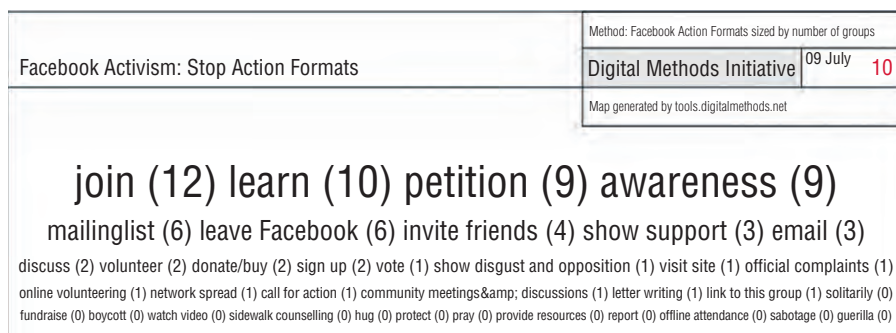 Method: Facebook Action Formats sized by number of groups
Facebook Activism: Stop Action Formats
Digital Methods Initiative 09 July 10
Map generated by tools.digitalmethods.net
join (12) learn (10) petition (9) awareness (9)
mailinglist (6) leave Facebook (6) invite friends (4) show support (3) email (3)
discuss (2) volunteer (2) donate/buy (2) sign up (2) vote (1) show disgust and opposition (1) visit site (1) official complaints (1)
online volunteering (1) network spread (1) call for action (1) community meetings&amp; discussions (1) letter writing (1) link to this group (1) solitarily (0)
fundraise (0) boycott (0) watch video (0) sidewalk counselling (0) hug (0) protect (0) pray (0) provide resources (0) report (0) offline attendance (0) sabotage (0) guerilla (0)